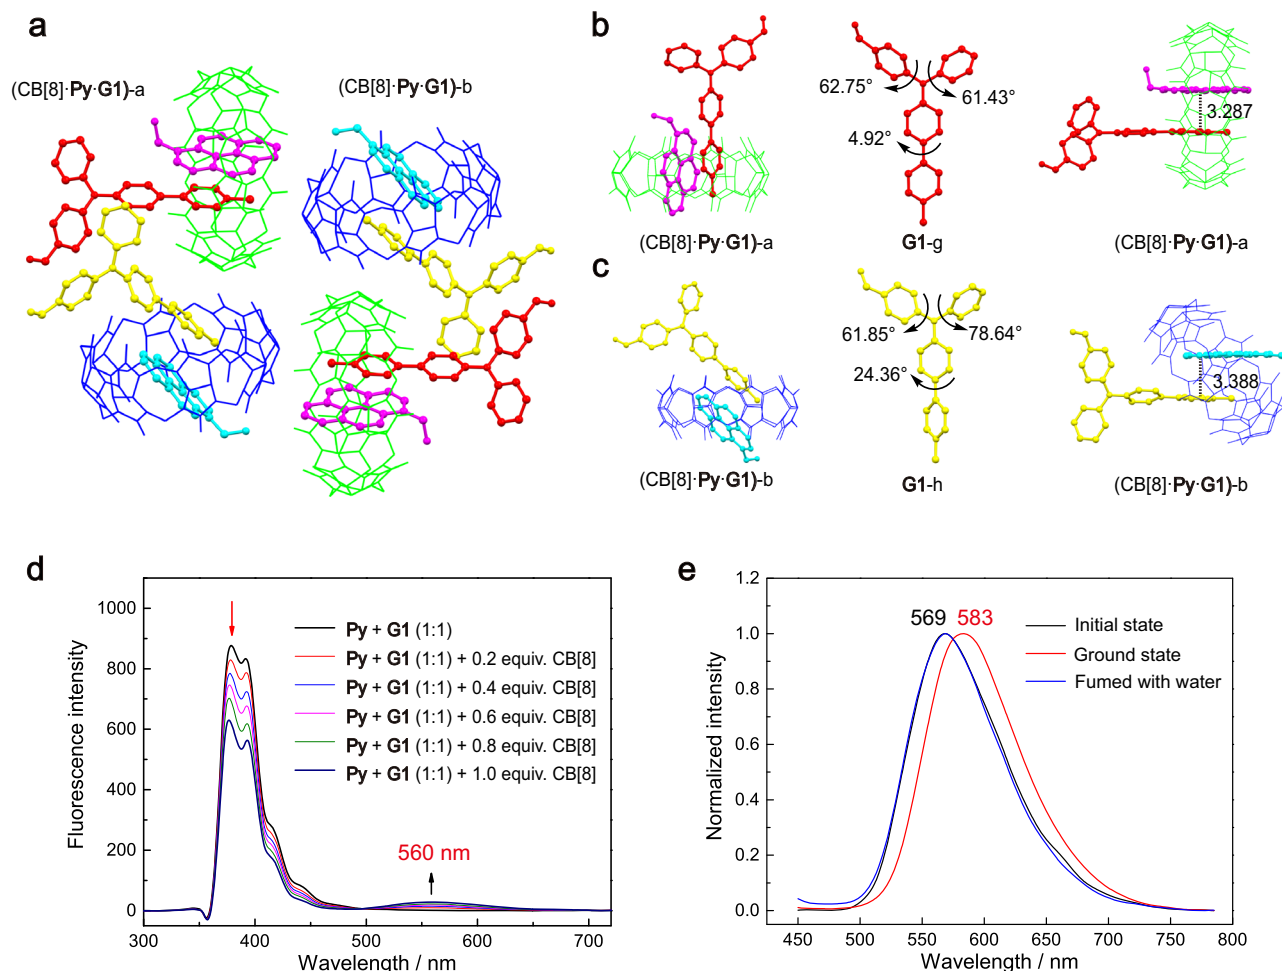 a
(CB[8]·Py·G1)-a
(CB[8]·Py·G1)-b
b
62.75°
61.43°
4.92°
3.287
(CB[8]·Py·G1)-a
G1-g
(CB[8]·Py·G1)-a
c
61.85°
78.64°
24.36°
3.388
(CB[8]·Py·G1)-b
G1-h
(CB[8]·Py·G1)-b
d
Fluorescence intensity
1000
800
600
400
200
0
300
400
500
600
700
Wavelength / nm
Py + G1 (1:1)
Py + G1 (1:1) + 0.2 equiv. CB[8]
Py + G1 (1:1) + 0.4 equiv. CB[8]
Py + G1 (1:1) + 0.6 equiv. CB[8]
Py + G1 (1:1) + 0.8 equiv. CB[8]
Py + G1 (1:1) + 1.0 equiv. CB[8]
560 nm
e
Normalized intensity
1.2
1.0
0.8
0.6
0.4
0.2
0.0
450
500
550
600
650
700
750
800
Wavelength / nm
569
583
Initial state
Ground state
Fumed with water